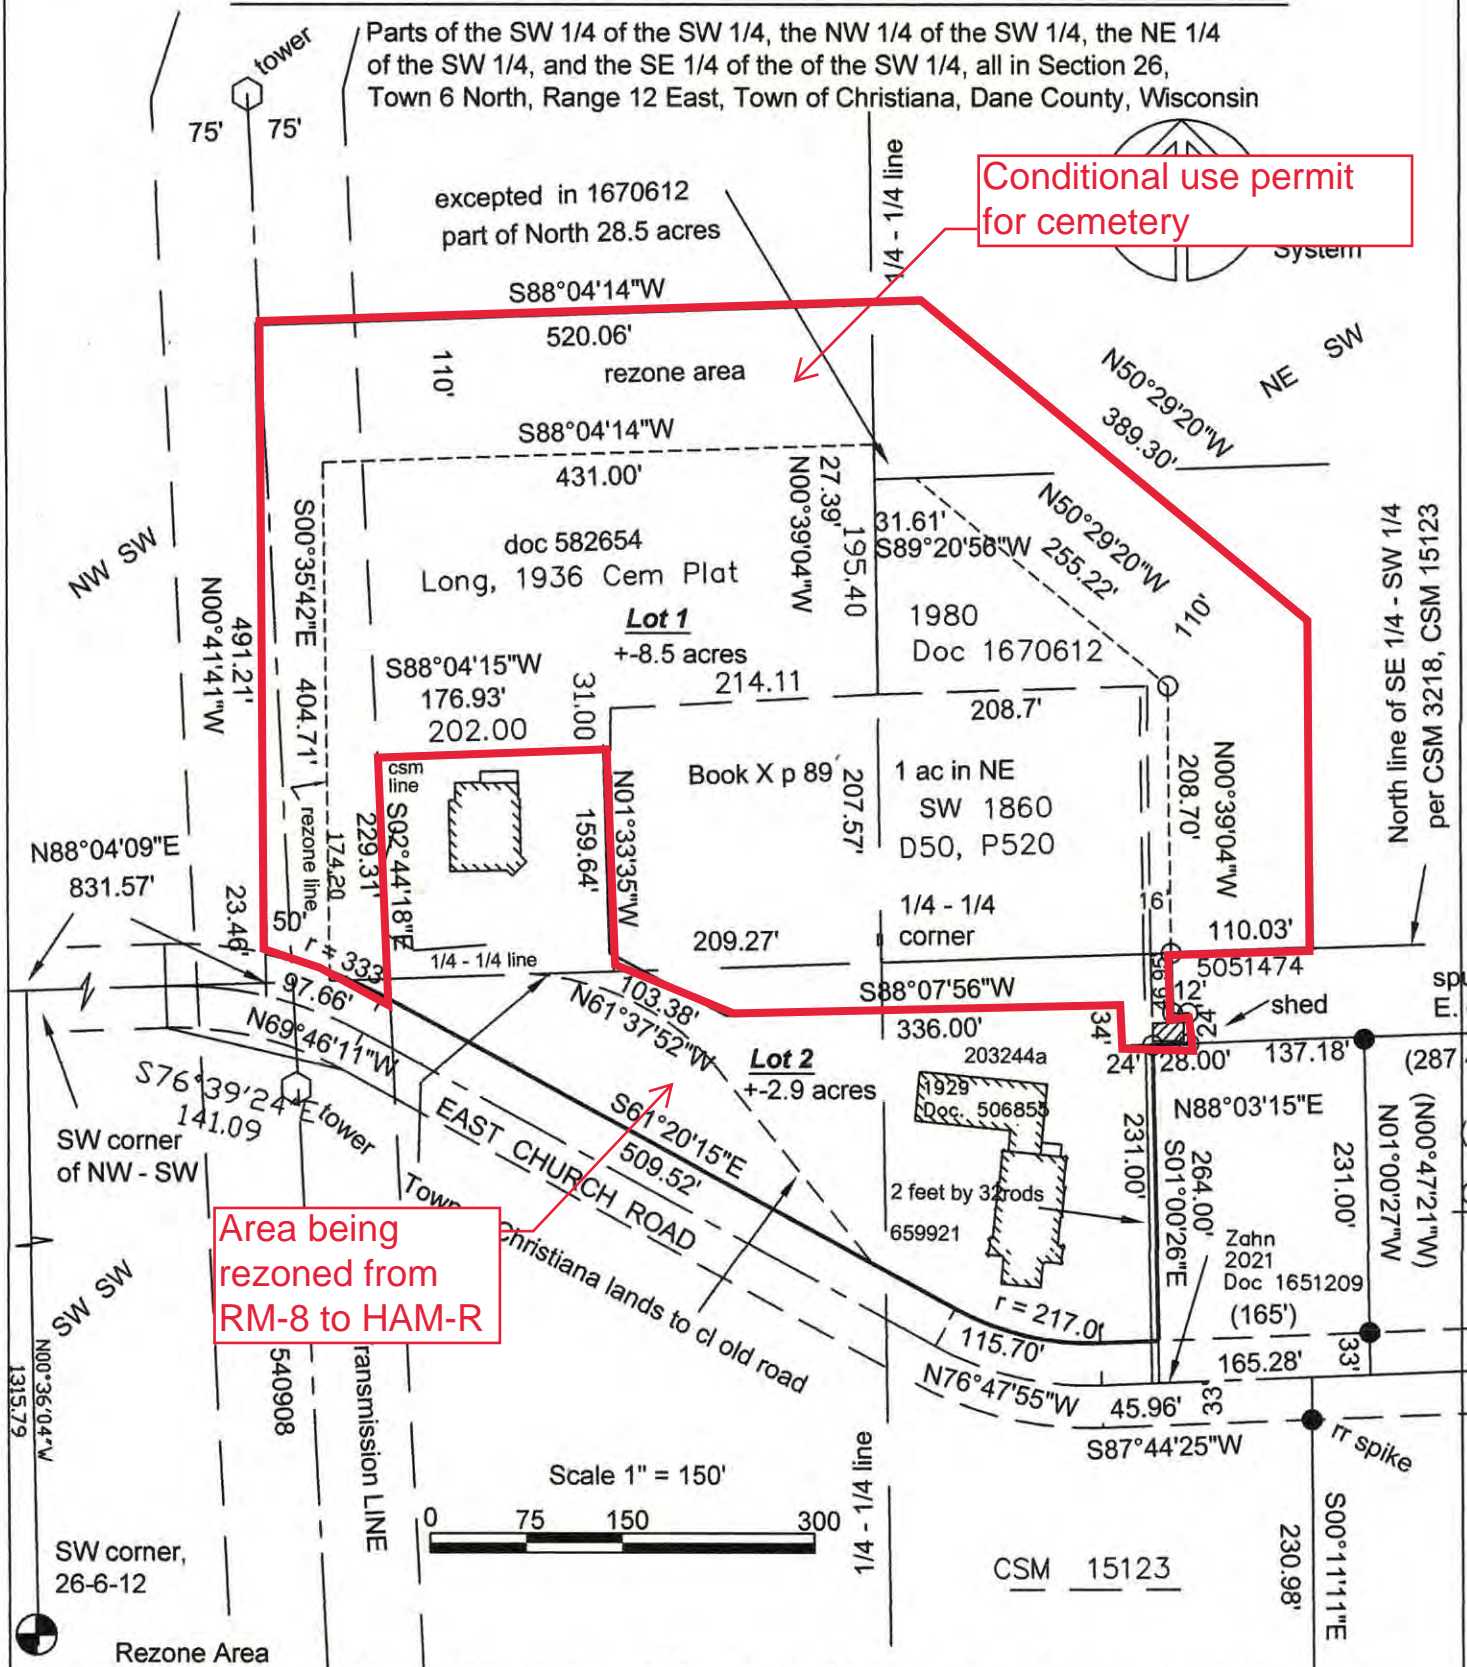 Parts of the SW 1/4 of the SW 1/4, the NW 1/4 of the SW 1/4, the NE 1/4
of the SW 1/4, and the SE 1/4 of the of the SW 1/4, all in Section 26,
Town 6 North, Range 12 East, Town of Christiana, Dane County, Wisconsin
tower
75'
75'
1/4 - 1/4 line
Conditional use permit
for cemetery
System
excepted in 1670612
part of North 28.5 acres
S88°04'14"W
520.06'
110'
rezone area
N50°29'20"W
389.30'
NE SW
S88°04'14"W
431.00'
27.39'
N00°39'04"W
195.40
31.61'
S89°20'56"W
N50°29'20"W
255.22'
110'
NW SW
doc 582654
Long, 1936 Cem Plat
Lot 1
+-8.5 acres
1980
Doc 1670612
North line of SE 1/4 - SW 1/4
per CSM 3218, CSM 15123
N00°41'41"W
491.21'
S00°35'42"E 404.71'
rezone line
S88°04'15"W
176.93'
202.00
31.00
214.11
208.7'
csm
line
Book X p 89
207.57'
1 ac in NE
SW 1860
D50, P520
208.70'
N00°39'04"W
N88°04'09"E
831.57'
23.46'
50'
174.20
229.31'
S02°44'18"E
159.64'
N01°33'35"W
1/4 - 1/4
corner
16'
110.03'
r = 333
1/4 - 1/4 line
209.27'
S88°07'56"W
5051474
12'
24'
shed
spu
E.
97.66'
N69°46'11"W
103.38'
N61°37'52"W
336.00'
34'
24'
28.00'
137.18'
(287
S76°39'24"E
141.09
tower
Lot 2
+-2.9 acres
203244a
1929
Doc. 506855
N88°03'15"E
SW corner
of NW - SW
EAST CHURCH ROAD
S61°20'15"E
509.52'
231.00'
264.00'
S01°00'26"E
231.00'
N01°00'27"W
(N00°47'21"W)
2 feet by 32rods
659921
Zahn
2021
Doc 1651209
(165')
Area being
rezoned from
RM-8 to HAM-R
Town
Christiana lands to cl old road
SW SW
r = 217.0'
115.70'
165.28'
33'
N00°36'04"W
1315.79
5409908
ransmission LINE
N76°47'55"W
45.96'
33'
S87°44'25"W
rr spike
Scale 1" = 150'
0 75 150 300
1/4 - 1/4 line
SW corner,
26-6-12
CSM 15123
230.98'
S00°11'11"E
Rezone Area